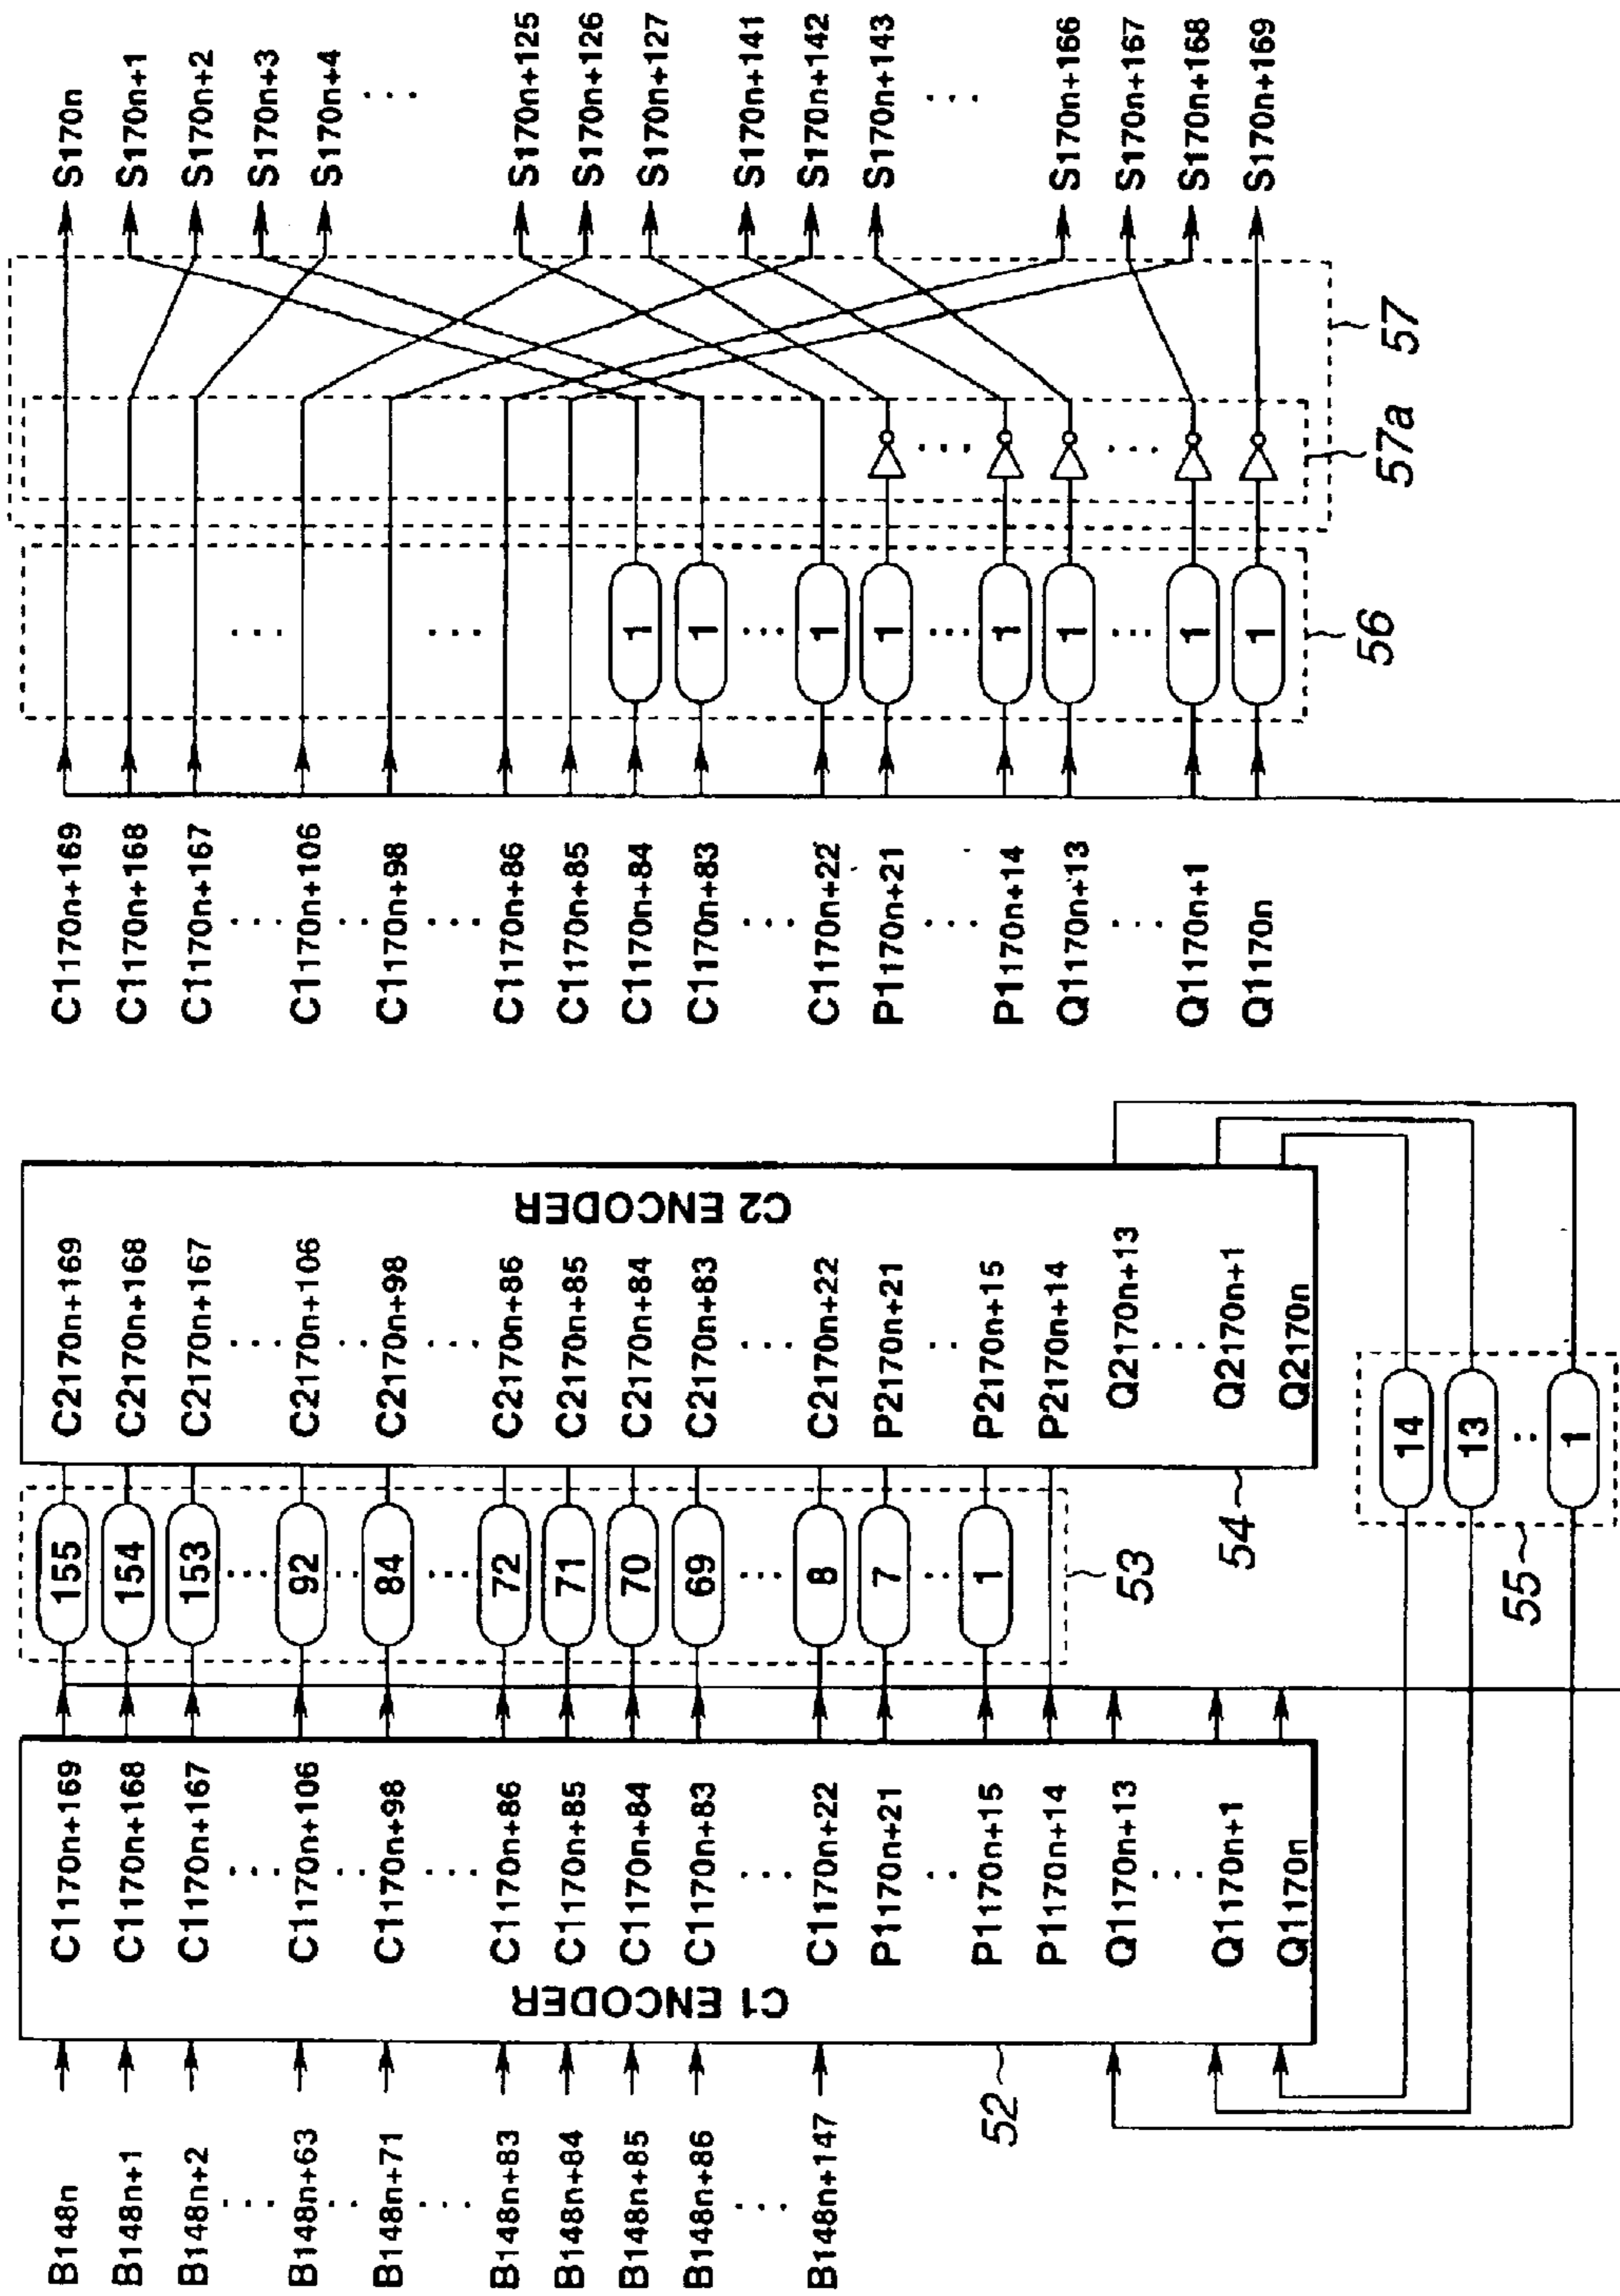 B148n
B148n+1
B148n+2
...
B148n+63
...
B148n+71
...
B148n+83
B148n+84
B148n+85
B148n+86
...
B148n+147
C1 ENCODER
C1170n+169
C1170n+168
C1170n+167
...
C1170n+106
...
C1170n+98
...
C1170n+86
C1170n+85
C1170n+84
C1170n+83
...
C1170n+22
P1170n+21
...
P1170n+15
P1170n+14
Q1170n+13
...
Q1170n+1
Q1170n
52
155
154
153
...
92
...
84
...
72
71
70
69
...
8
7
...
1
53
C2170n+169
C2170n+168
C2170n+167
...
C2170n+106
...
C2170n+98
...
C2170n+86
C2170n+85
C2170n+84
C2170n+83
...
C2170n+22
P2170n+21
...
P2170n+15
P2170n+14
Q2170n+13
...
Q2170n+1
Q2170n
C2 ENCODER
54
14
13
..
1
55
C1170n+169
C1170n+168
C1170n+167
...
C1170n+106
...
C1170n+98
...
C1170n+86
C1170n+85
C1170n+84
C1170n+83
...
C1170n+22
P1170n+21
...
P1170n+14
Q1170n+13
...
Q1170n+1
Q1170n
...
...
1
1
...
1
1
...
1
1
...
1
1
56
...
...
57a
57
S170n
S170n+1
S170n+2
S170n+3
S170n+4
...
S170n+125
S170n+126
S170n+127
S170n+141
S170n+142
S170n+143
...
S170n+166
S170n+167
S170n+168
S170n+169